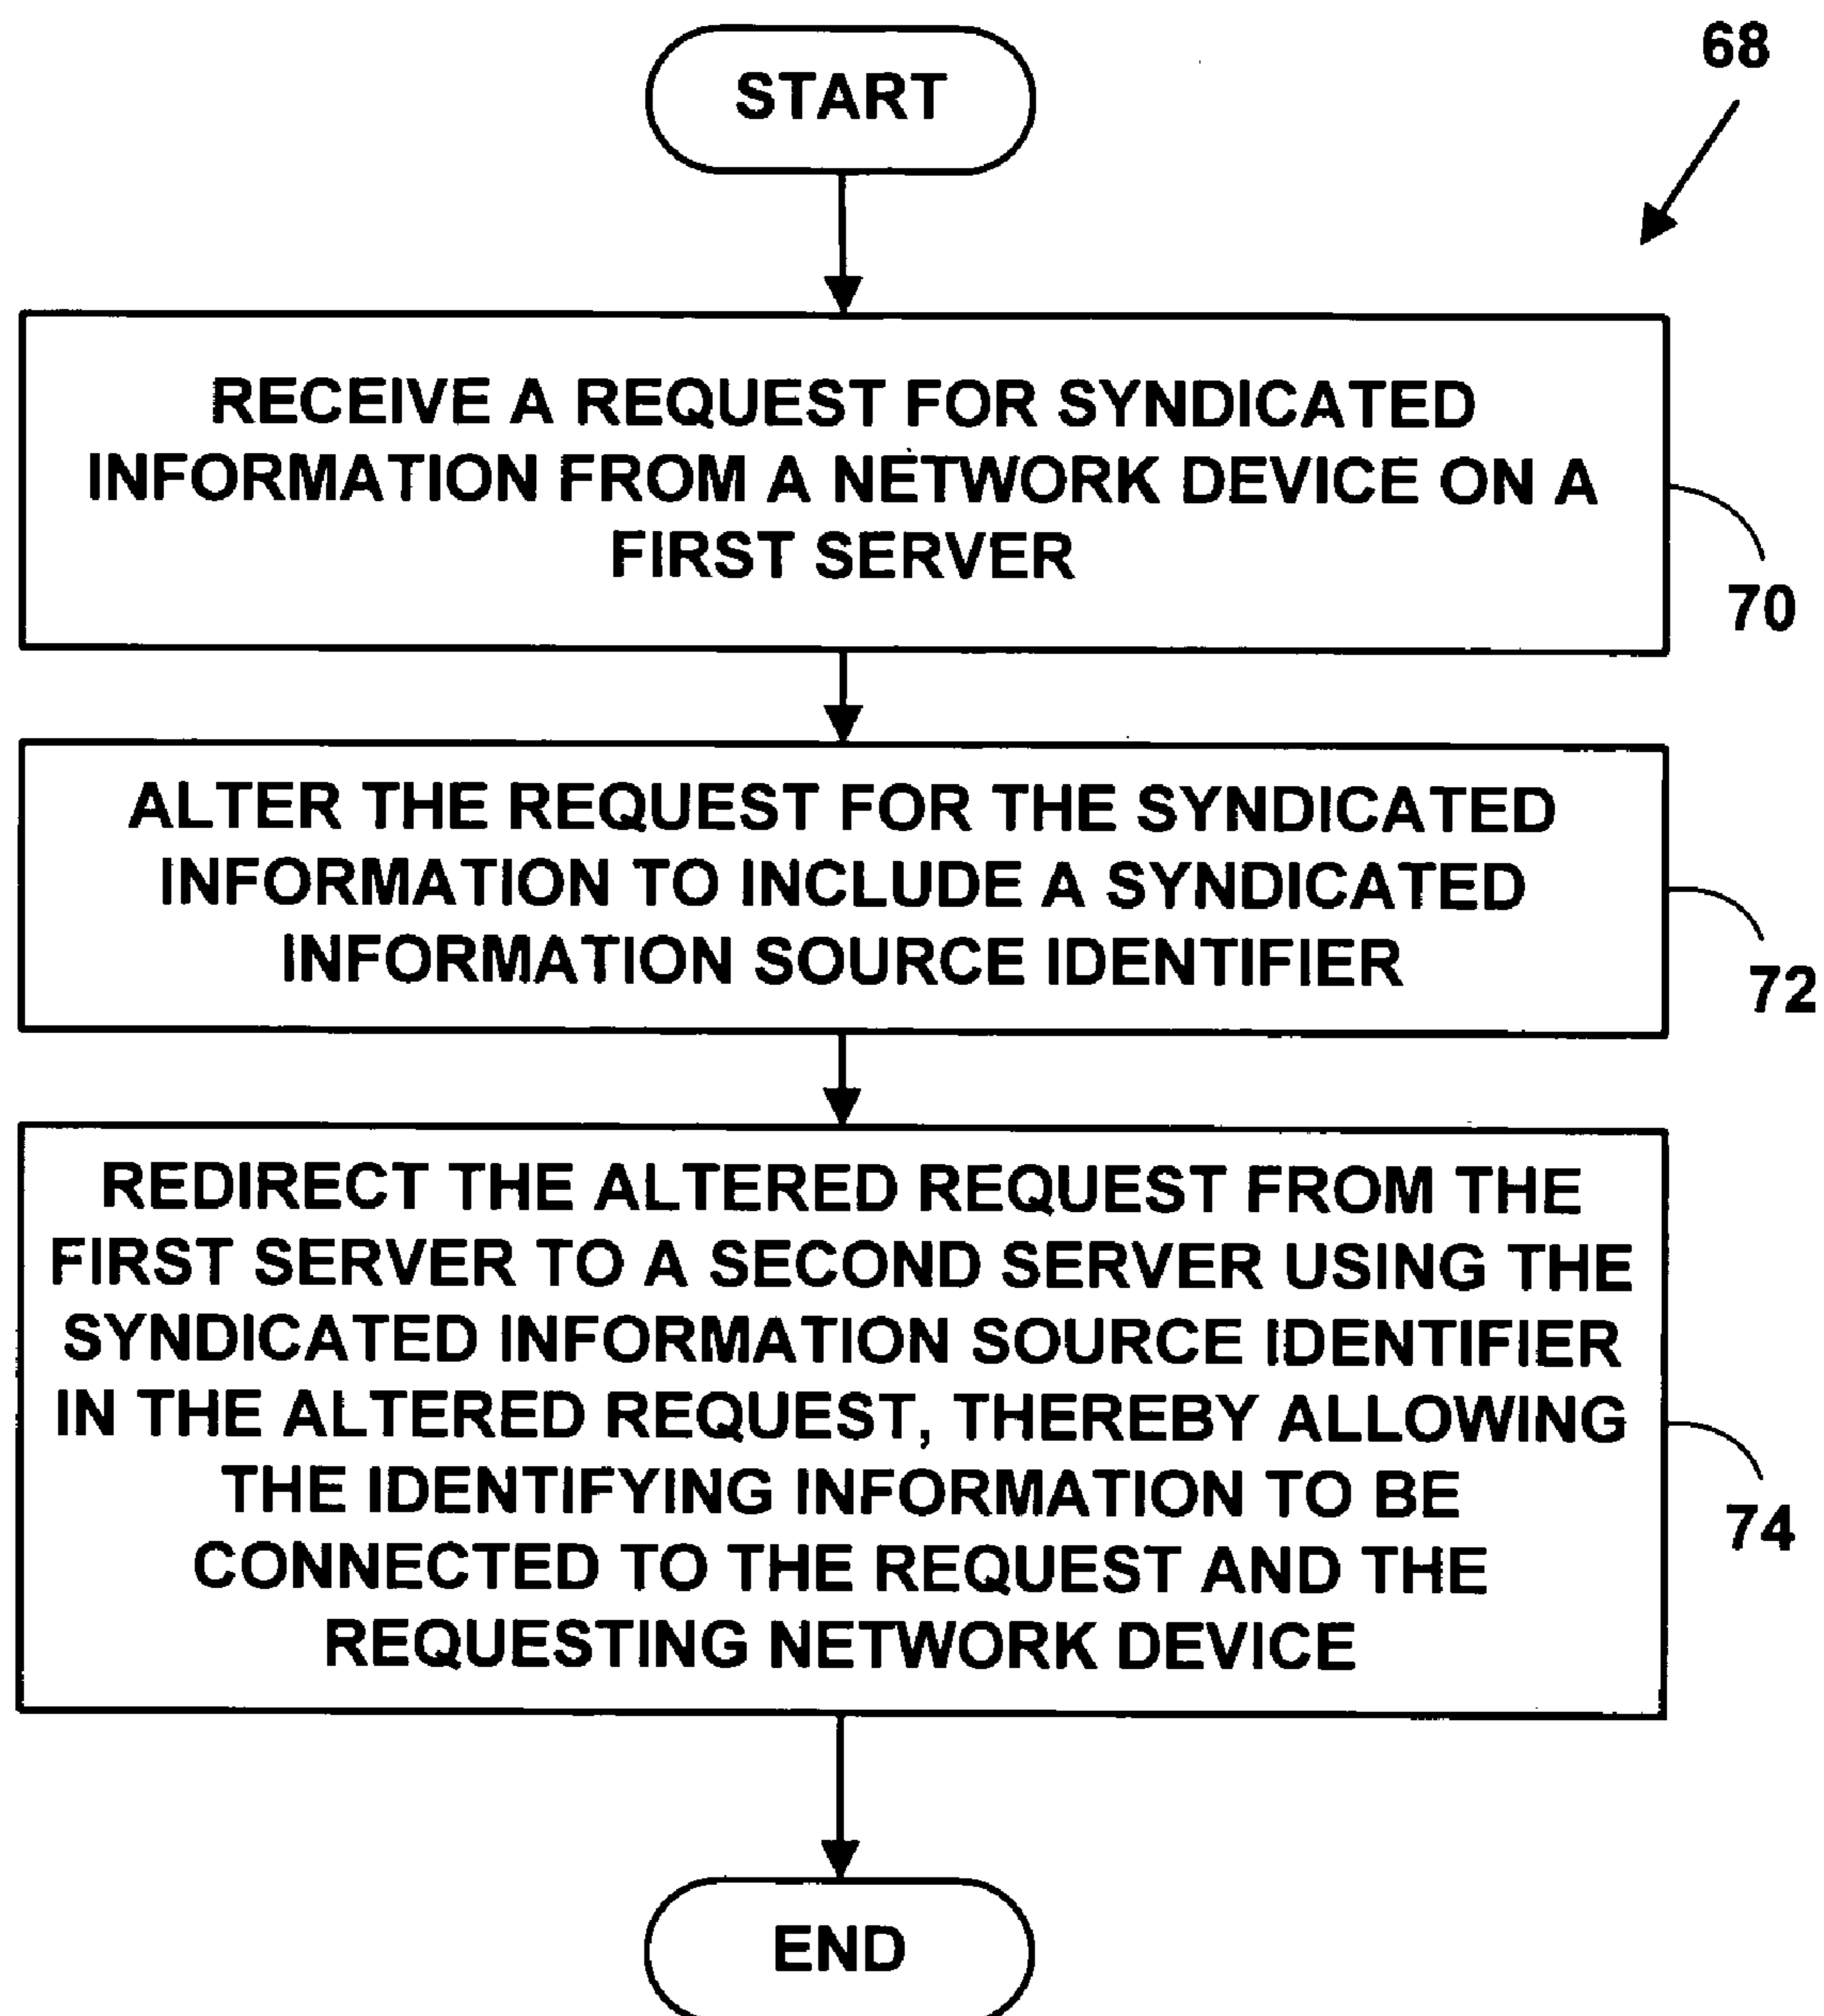 START
68
RECEIVE A REQUEST FOR SYNDICATED
INFORMATION FROM A NETWORK DEVICE ON A
FIRST SERVER
70
ALTER THE REQUEST FOR THE SYNDICATED
INFORMATION TO INCLUDE A SYNDICATED
INFORMATION SOURCE IDENTIFIER
72
REDIRECT THE ALTERED REQUEST FROM THE
FIRST SERVER TO A SECOND SERVER USING THE
SYNDICATED INFORMATION SOURCE IDENTIFIER
IN THE ALTERED REQUEST, THEREBY ALLOWING
THE IDENTIFYING INFORMATION TO BE
CONNECTED TO THE REQUEST AND THE
REQUESTING NETWORK DEVICE
74
END